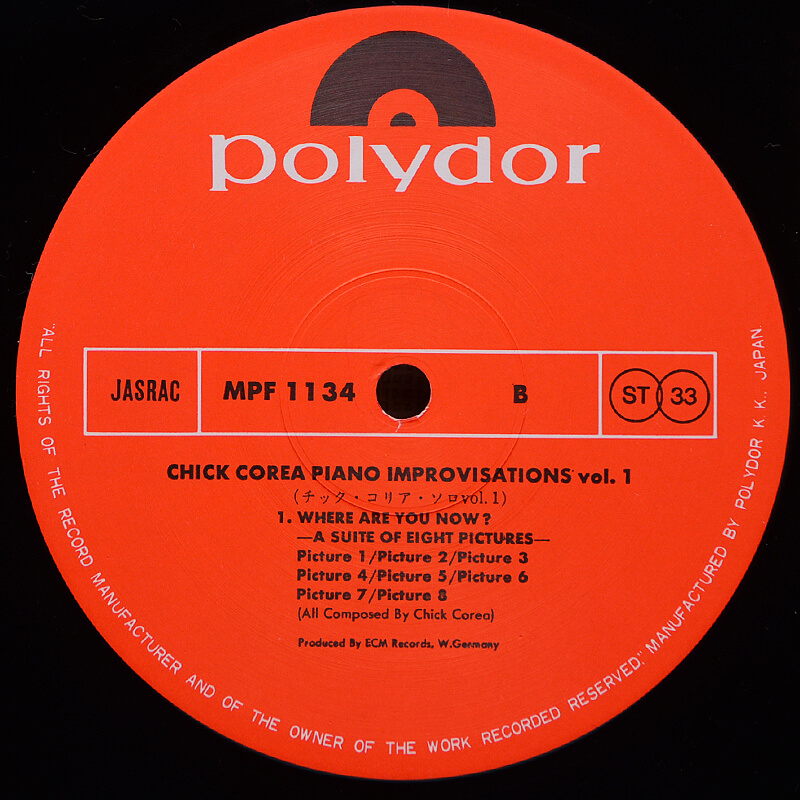 polydor
JASRAC MPF 1134 B ST 33
CHICK COREA PIANO IMPROVISATIONS vol. 1
(チック・コリア・ソロvol.1)
1. WHERE ARE YOU NOW?
—A SUITE OF EIGHT PICTURES—
Picture 1/Picture 2/Picture 3
Picture 4/Picture 5/Picture 6
Picture 7/Picture 8
(All Composed By Chick Corea)
Produced By ECM Records, W.Germany
"ALL RIGHTS OF THE RECORD MANUFACTURER AND OF THE OWNER OF THE WORK RECORDED RESERVED." MANUFACTURED BY POLYDOR K.K., JAPAN